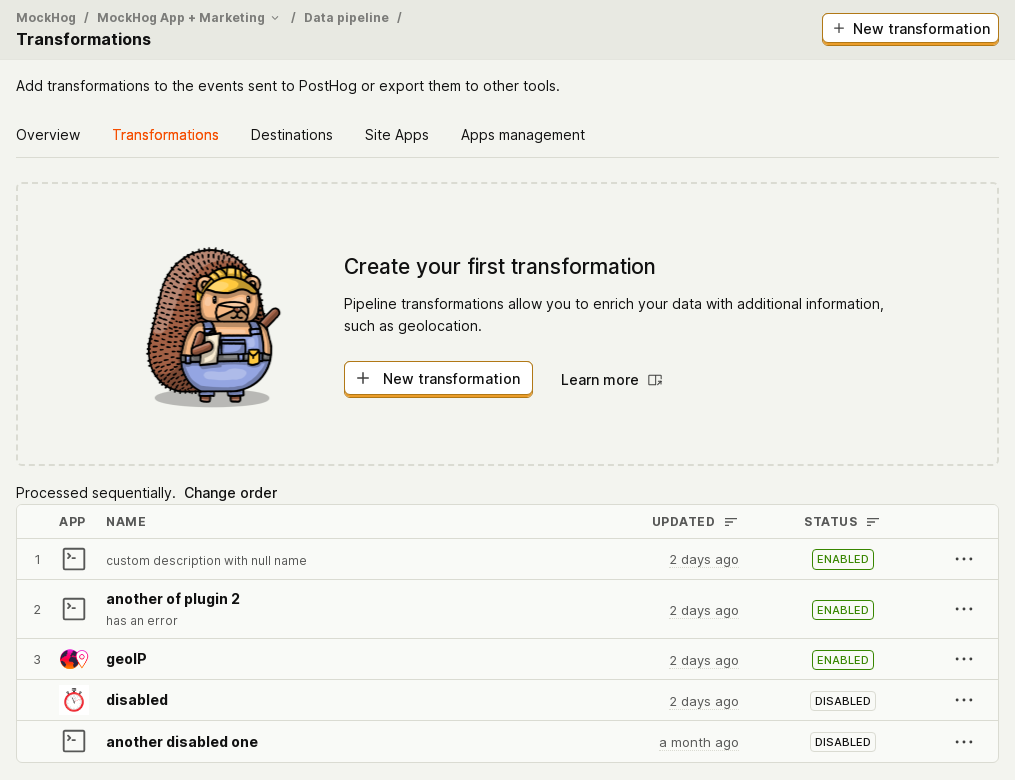 MockHog / MockHog App + Marketing / Data pipeline /
Transformations
New transformation
Add transformations to the events sent to PostHog or export them to other tools.
Overview Transformations Destinations Site Apps Apps management
Create your first transformation
Pipeline transformations allow you to enrich your data with additional information,
such as geolocation.
New transformation Learn more
Processed sequentially. Change order
APP NAME UPDATED STATUS
1 custom description with null name 2 days ago ENABLED
2 another of plugin 2 2 days ago ENABLED
has an error
3 geoIP 2 days ago ENABLED
disabled 2 days ago DISABLED
another disabled one a month ago DISABLED